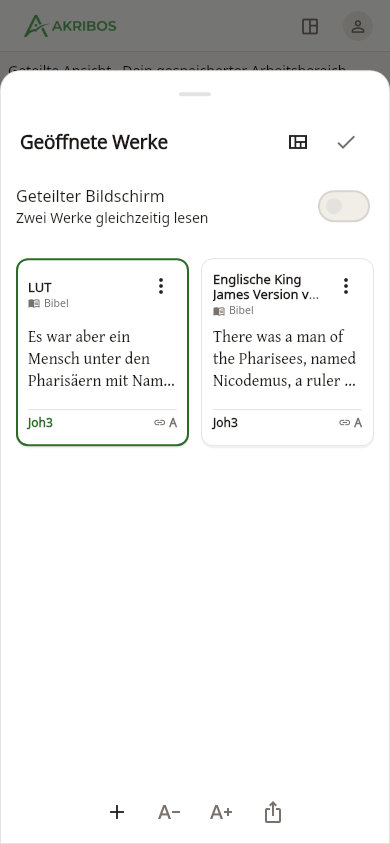 AKRIBOS
Geöffnete Werke
Geteilter Bildschirm
Zwei Werke gleichzeitig lesen
LUT
Bibel
Es war aber ein
Mensch unter den
Pharisäern mit Nam...
Joh3
A
Englische King
James Version v...
Bibel
There was a man of
the Pharisees, named
Nicodemus, a ruler ...
Joh3
A
A−
A+